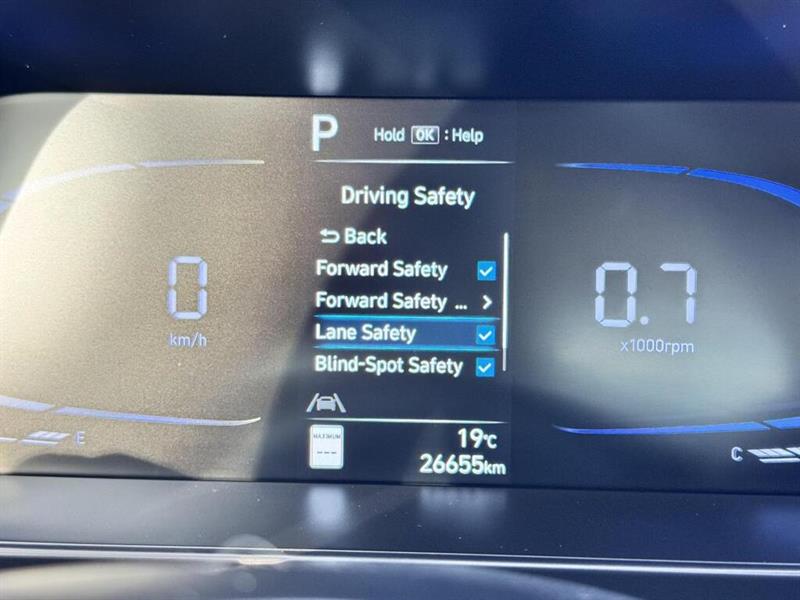 P
Hold OK : Help
Driving Safety
Back
Forward Safety
Forward Safety ...
Lane Safety
Blind-Spot Safety
0
km/h
0.7
x1000rpm
E
C
MAXIMUM
---
19°C
26655km